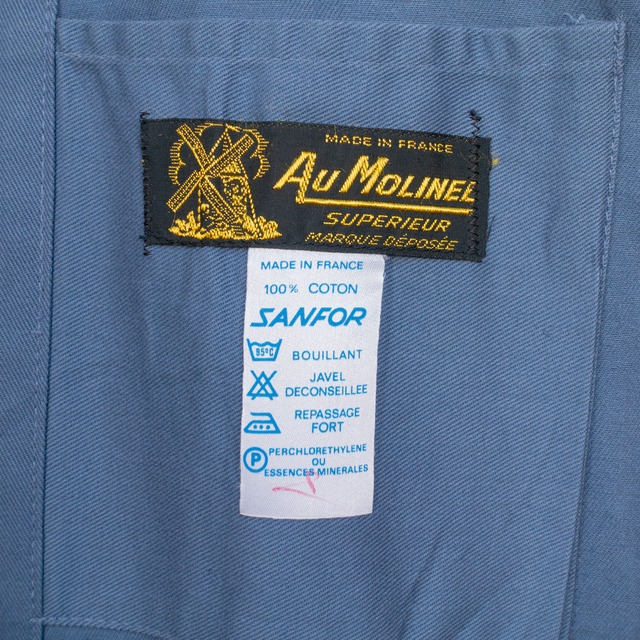 MADE IN FRANCE
AU MOLINEL
SUPERIEUR
MARQUE DÉPOSÉE
MADE IN FRANCE
100% COTON
SANFOR
95°C
BOUILLANT
JAVEL
DECONSEILLEE
REPASSAGE
FORT
P
PERCHLORETHYLENE
OU
ESSENCES MINERALES